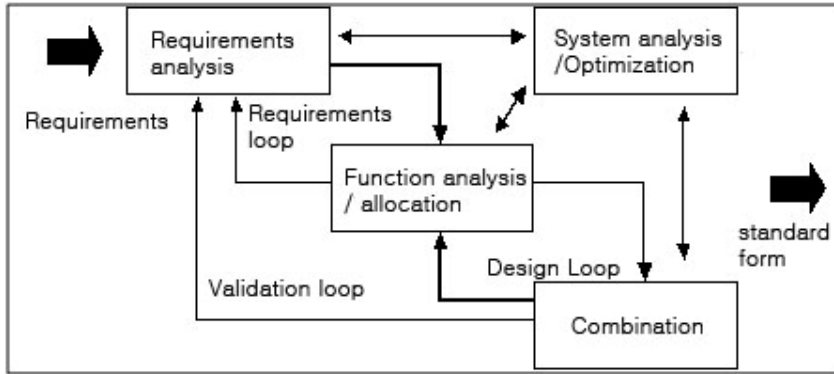 Requirements
analysis
System analysis
/Optimization
Requirements
Requirements
loop
Function analysis
/ allocation
standard
form
Design Loop
Validation loop
Combination